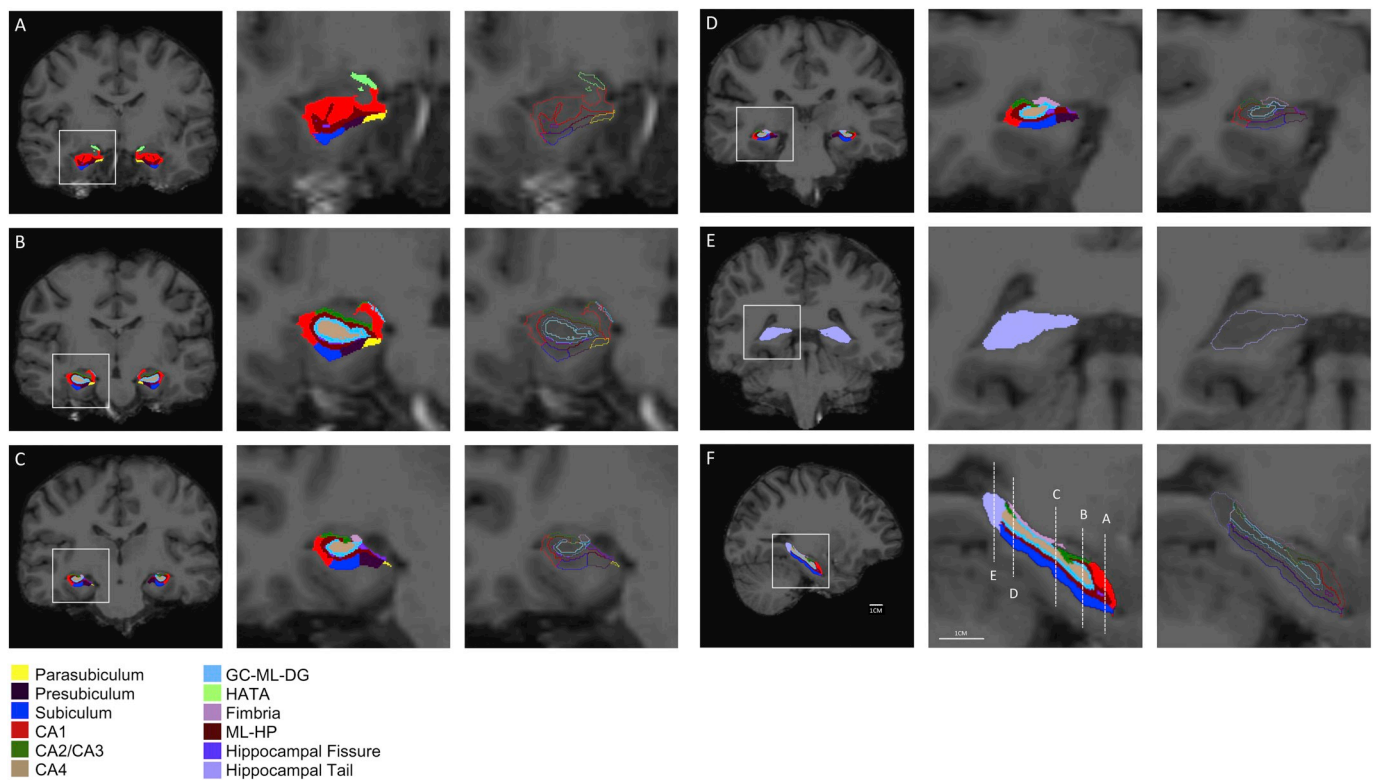 A
B
C
D
E
F
1CM
1CM
E
D
C
B
A
Parasubiculum
Presubiculum
Subiculum
CA1
CA2/CA3
CA4
GC-ML-DG
HATA
Fimbria
ML-HP
Hippocampal Fissure
Hippocampal Tail